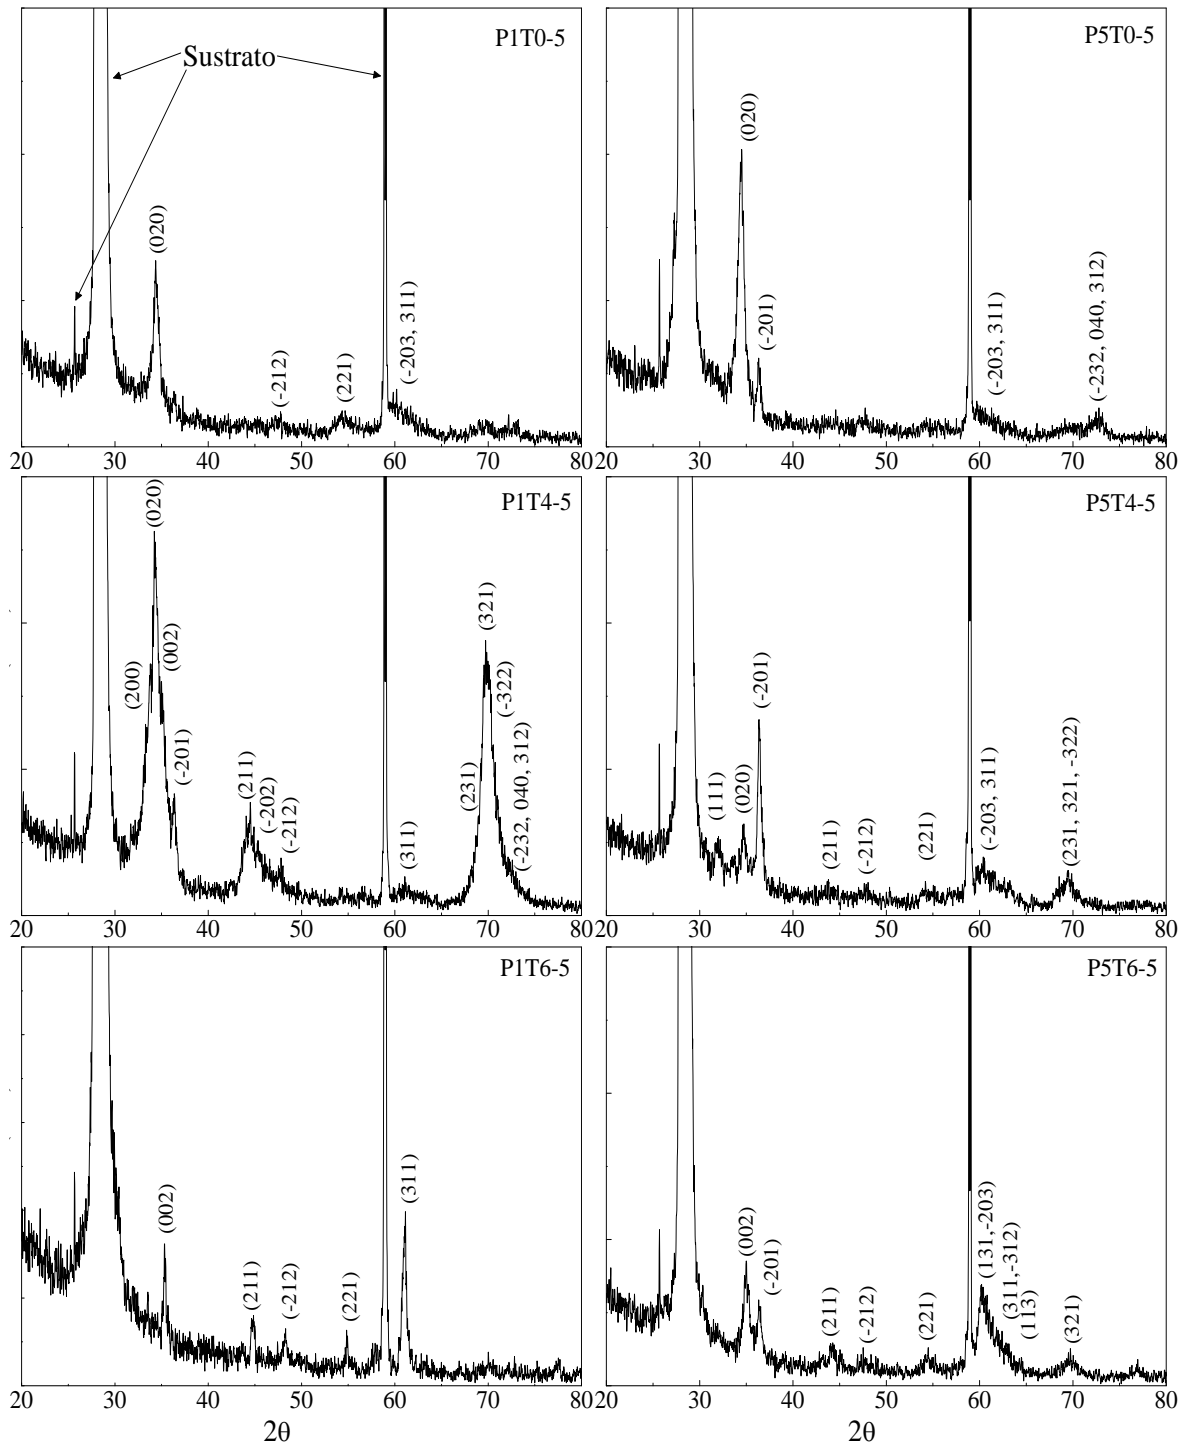 P1T0-5
Sustrato
(020)
(-212)
(221)
(-203, 311)
20 30 40 50 60 70 80
P5T0-5
(020)
(-201)
(-203, 311)
(-232, 040, 312)
20 30 40 50 60 70 80
P1T4-5
(020)
(200)
(002)
(-201)
(211)
(-202)
(-212)
(311)
(231)
(321)
(-322)
(-232, 040, 312)
20 30 40 50 60 70 80
P5T4-5
(111)
(020)
(-201)
(211)
(-212)
(221)
(-203, 311)
(231, 321, -322)
20 30 40 50 60 70 80
P1T6-5
(002)
(211)
(-212)
(221)
(311)
20 30 40 50 60 70 80
2θ
P5T6-5
(002)
(-201)
(211)
(-212)
(221)
(131,-203)
(311,-312)
(113)
(321)
20 30 40 50 60 70 80
2θ